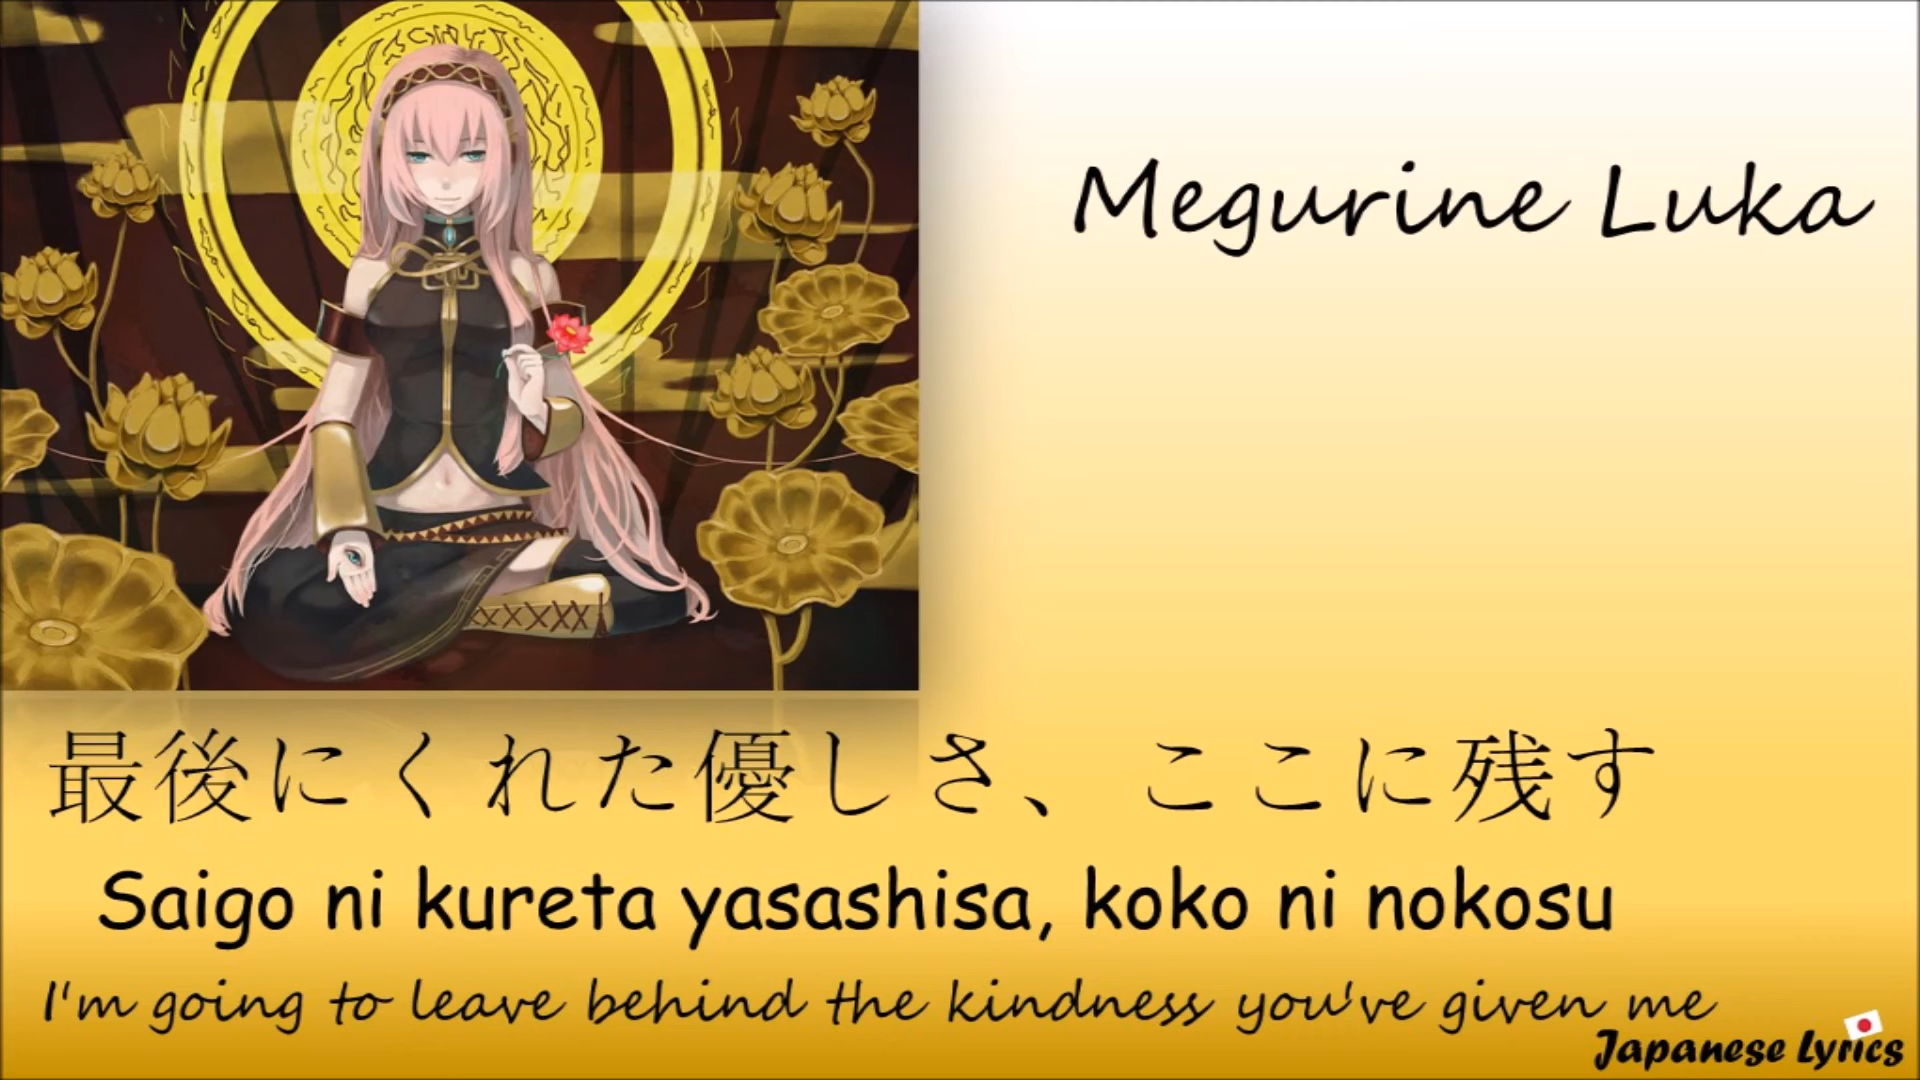 Megurine Luka
最後にくれた優しさ、ここに残す
Saigo ni kureta yasashisa, koko ni nokosu
I'm going to leave behind the kindness you've given me
Japanese Lyrics